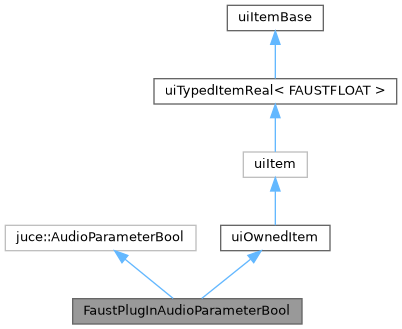 uiItemBase
uiTypedItemReal< FAUSTFLOAT >
uiItem
juce::AudioParameterBool
uiOwnedItem
FaustPlugInAudioParameterBool